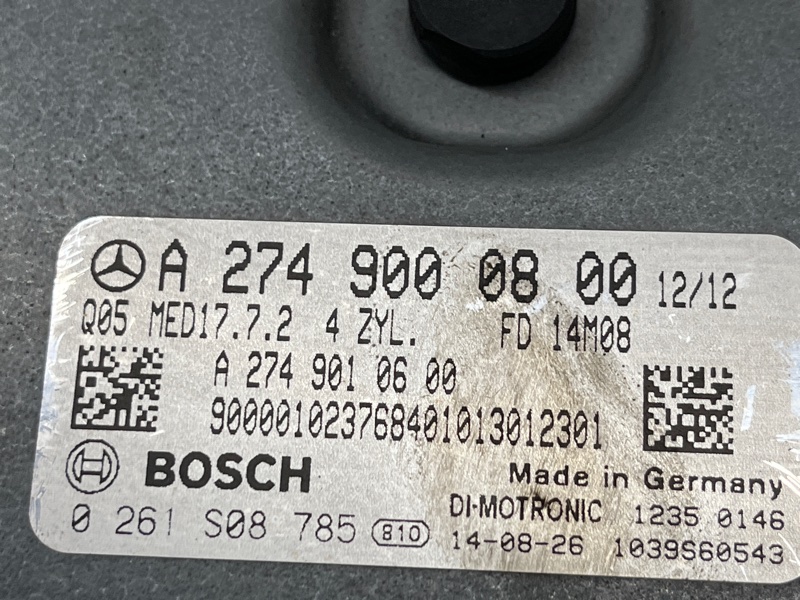 A 274 900 08 00 12/12
Q05 MED17.7.2 4 ZYL. FD 14M08
A 274 901 06 00
900001023768401013012301
BOSCH Made in Germany
DI-MOTRONIC 1235 0146
0 261 S08 785 810 14-08-26 1039S60543